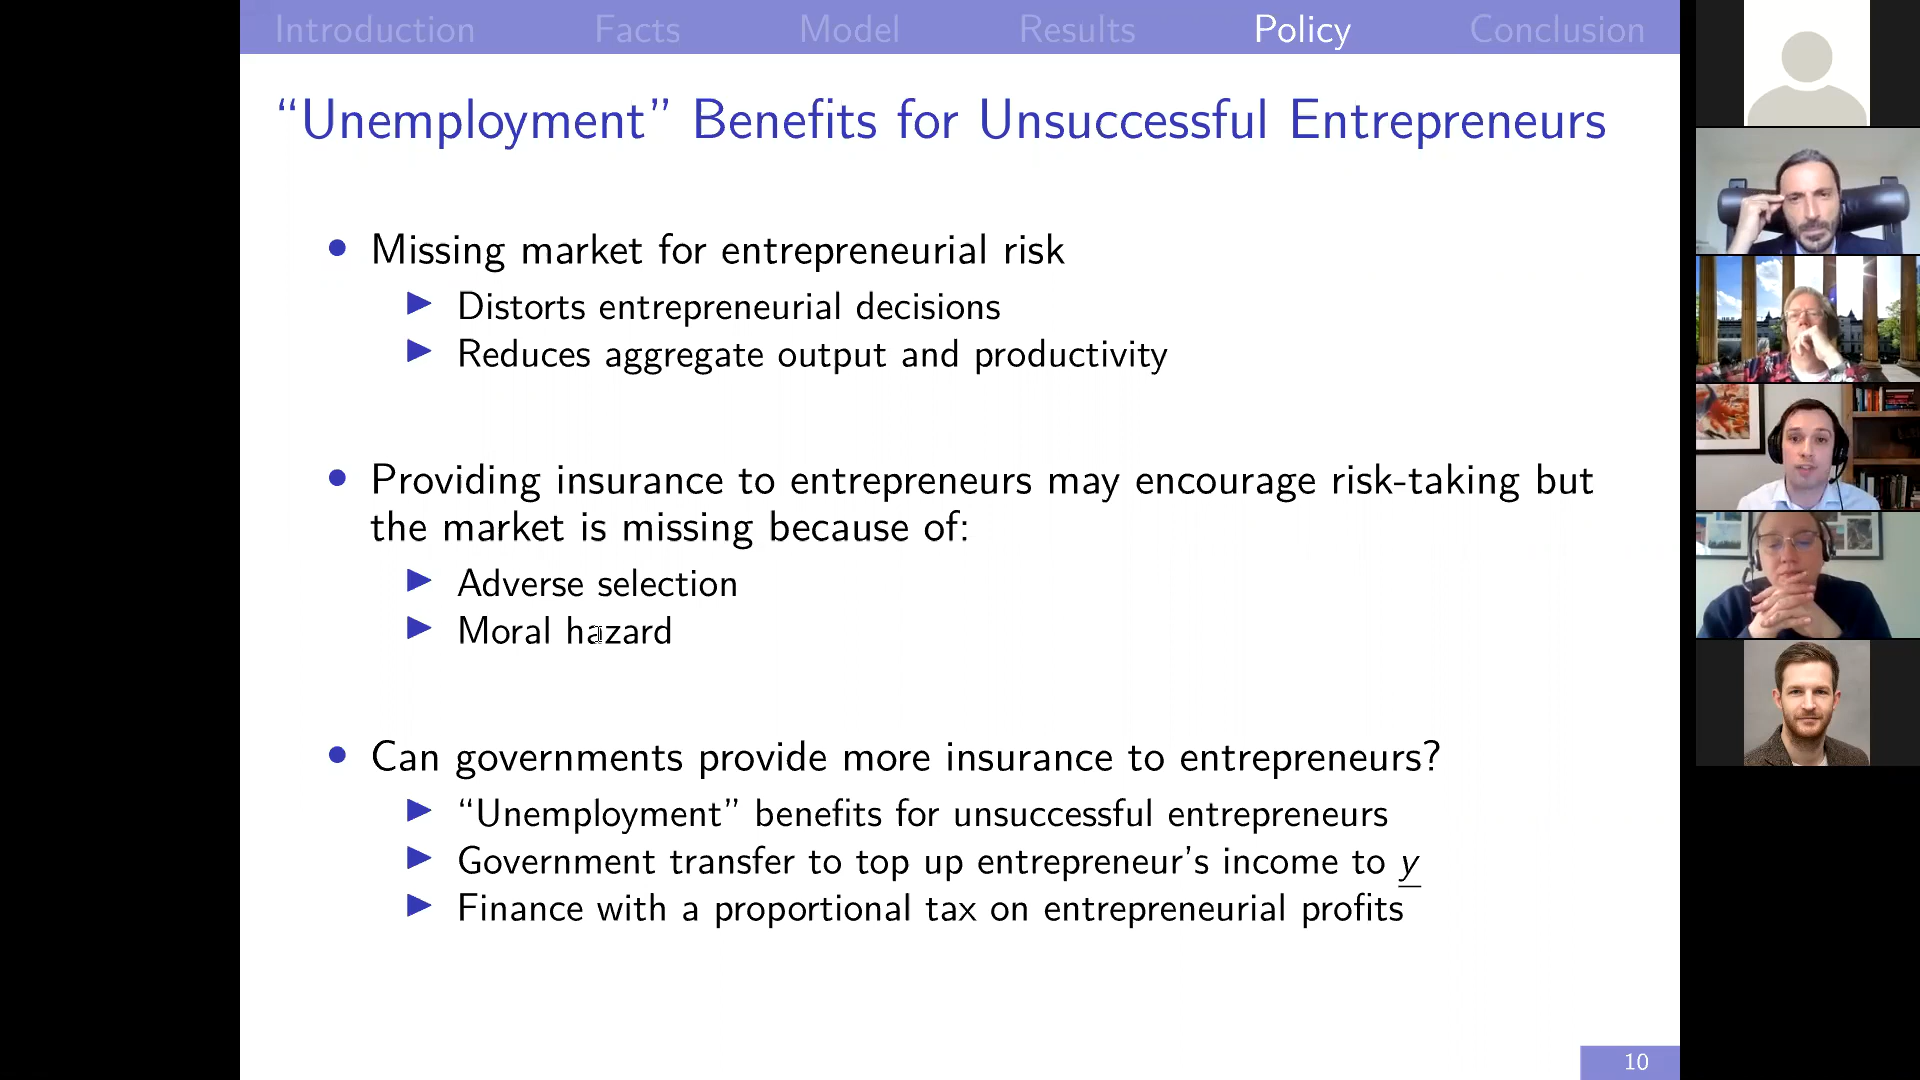 Introduction Facts Model Results Policy Conclusion
“Unemployment” Benefits for Unsuccessful Entrepreneurs
• Missing market for entrepreneurial risk
▶ Distorts entrepreneurial decisions
▶ Reduces aggregate output and productivity
• Providing insurance to entrepreneurs may encourage risk-taking but
the market is missing because of:
▶ Adverse selection
▶ Moral hazard
• Can governments provide more insurance to entrepreneurs?
▶ “Unemployment” benefits for unsuccessful entrepreneurs
▶ Government transfer to top up entrepreneur’s income to y
▶ Finance with a proportional tax on entrepreneurial profits
10